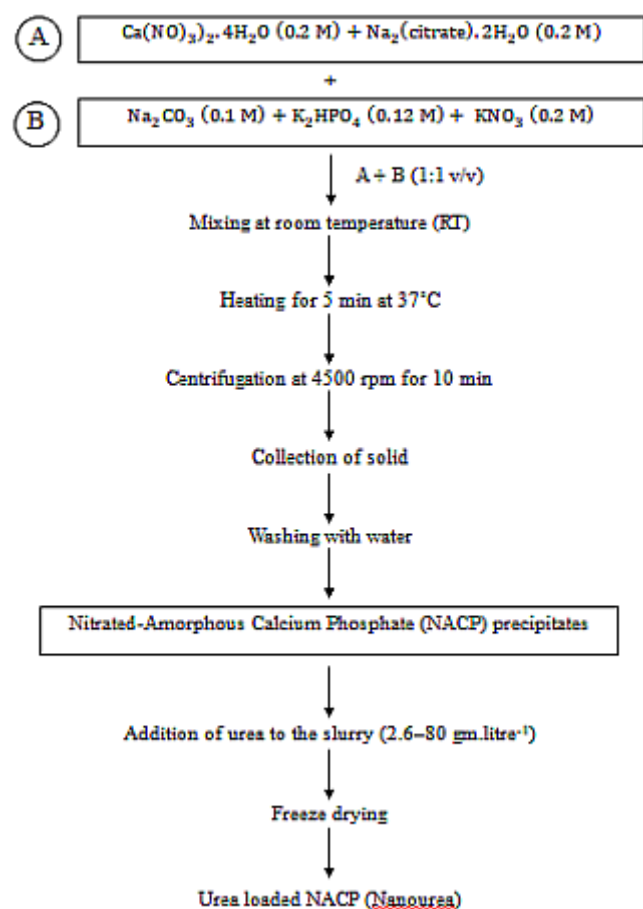 A
Ca(NO)₃)₂.4H₂O (0.2 M) + Na₂(citrate).2H₂O (0.2 M)
+
B
Na₂CO₃ (0.1 M) + K₂HPO₄ (0.12 M) + KNO₃ (0.2 M)
A + B (1:1 v/v)
Mixing at room temperature (RT)
Heating for 5 min at 37°C
Centrifugation at 4500 rpm for 10 min
Collection of solid
Washing with water
Nitrated-Amorphous Calcium Phosphate (NACP) precipitates
Addition of urea to the slurry (2.6–80 gm.litre⁻¹)
Freeze drying
Urea loaded NACP (Nanourea)